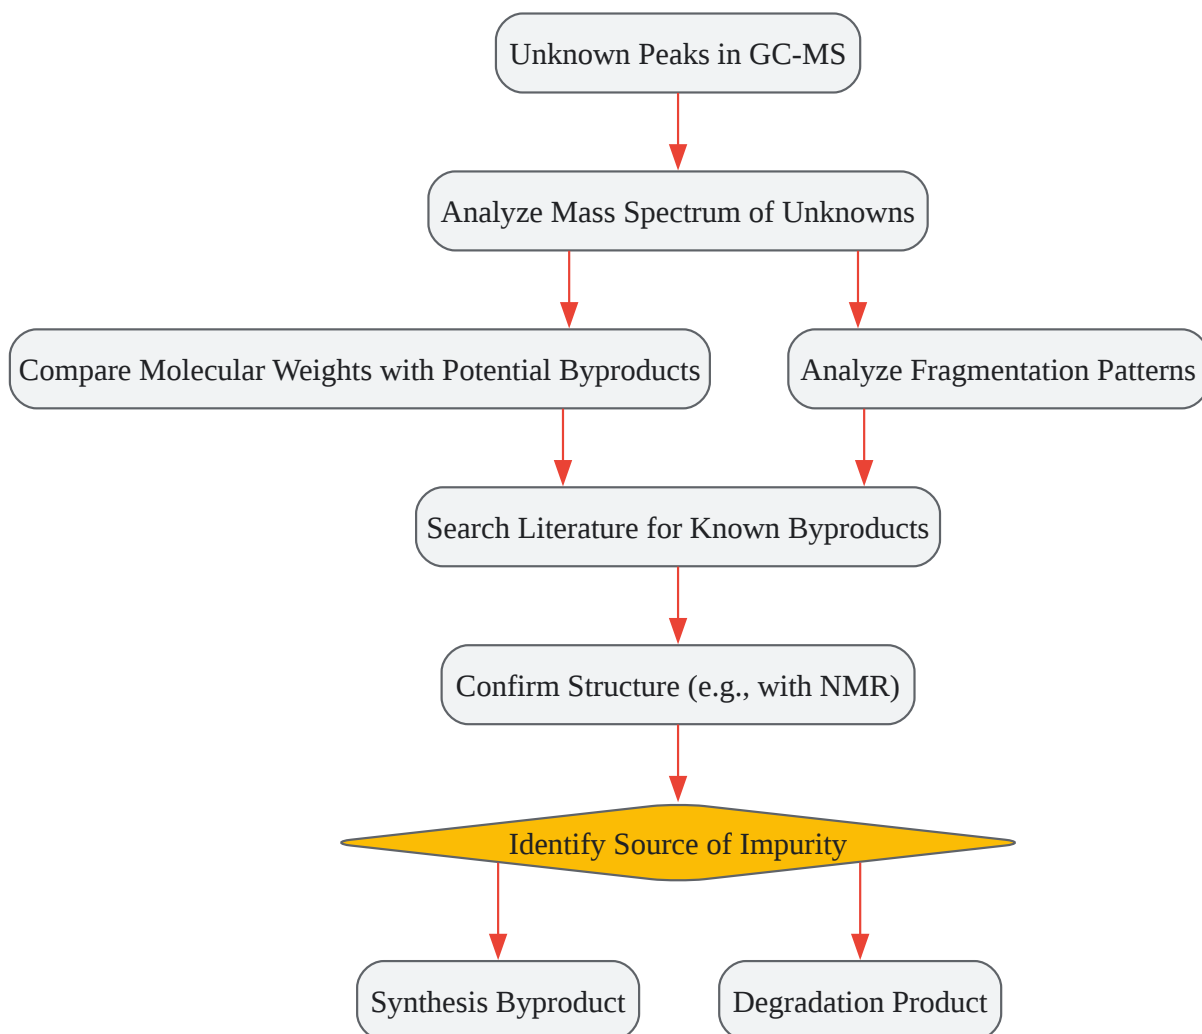 Unknown Peaks in GC-MS
Analyze Mass Spectrum of Unknowns
Compare Molecular Weights with Potential Byproducts
Analyze Fragmentation Patterns
Search Literature for Known Byproducts
Confirm Structure (e.g., with NMR)
Identify Source of Impurity
Synthesis Byproduct
Degradation Product